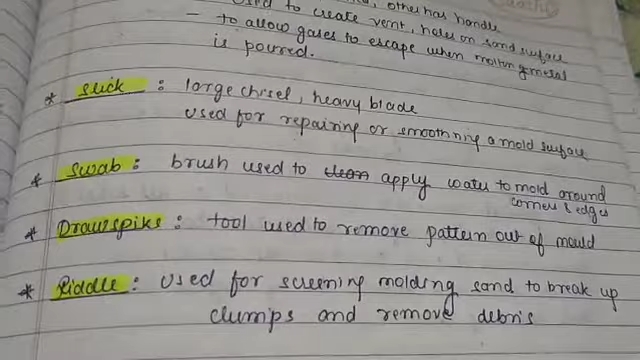 other has handle
used to create vent, holes on sand surface
- to allow gases to escape when molten metal
is poured.
* slick : large chisel, heavy blade
used for repairing or smoothning a mold surface
* swab : brush used to clean apply water to mold around
corners & edges
* Drawspike : tool used to remove pattern out of mould
* Riddle : used for screening molding sand to break up
clumps and remove debris